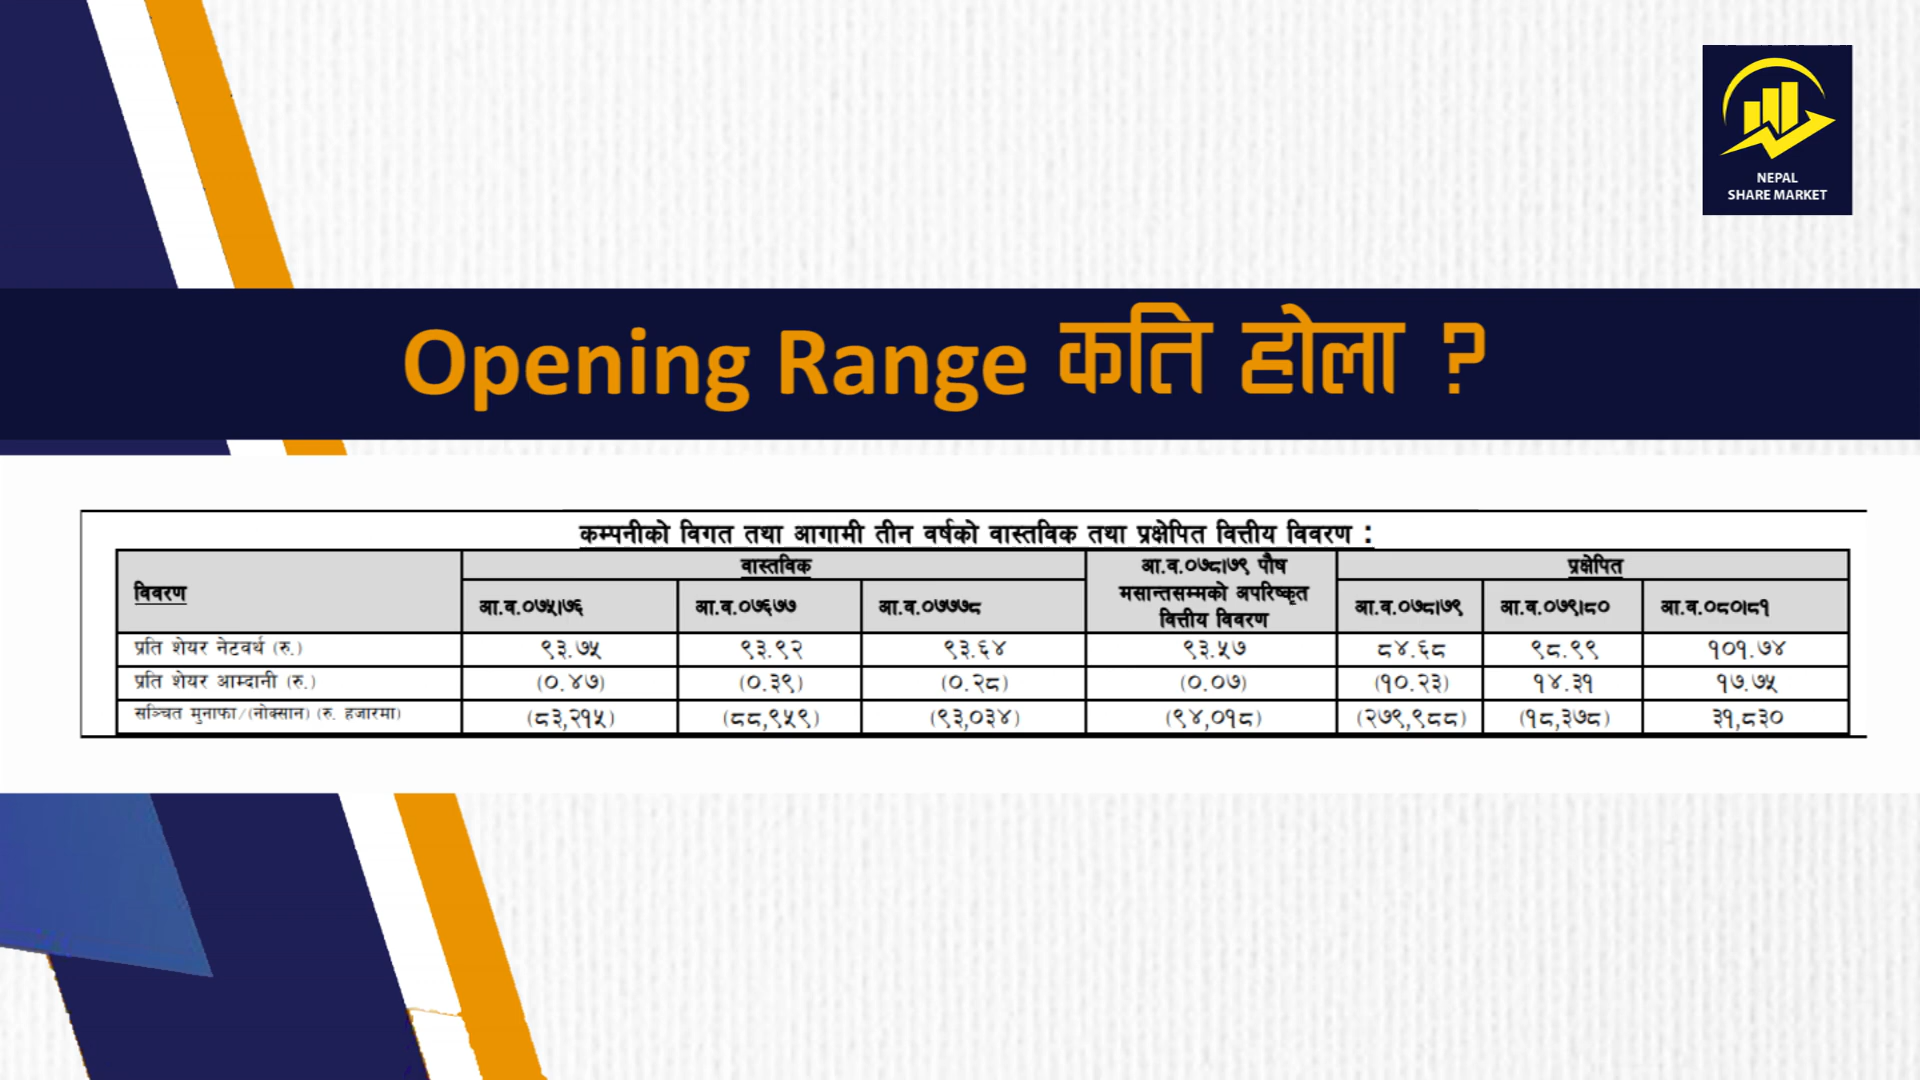 NEPAL
SHARE MARKET
Opening Range कति होला ?
कम्पनीको विगत तथा आगामी तीन वर्षको वास्तविक तथा प्रक्षेपित वित्तीय विवरण :
विवरण वास्तविक आ.व.०७८।७९ पौष मसान्तसम्मको अपरिष्कृत वित्तीय विवरण प्रक्षेपित
आ.व.०७५।७६ आ.व.०७६७७ आ.व.०७७७८ आ.व.०७८।७९ आ.व.०७९।८० आ.व.०८०।८१
प्रति शेयर नेटवर्थ (रु.) ९३.७५ ९३.९२ ९३.६४ ९३.५७ ८४.६८ ९८.९९ १०१.७४
प्रति शेयर आम्दानी (रु.) (०.४७) (०.३९) (०.२८) (०.०७) (१०.२३) १४.३१ १७.७५
सञ्चित मुनाफा/(नोक्सान) (रु. हजारमा) (८३,२१५) (८८,९५९) (९३,०३४) (९४,०१८) (२७९,९८८) (१८,३७८) ३१,८३०